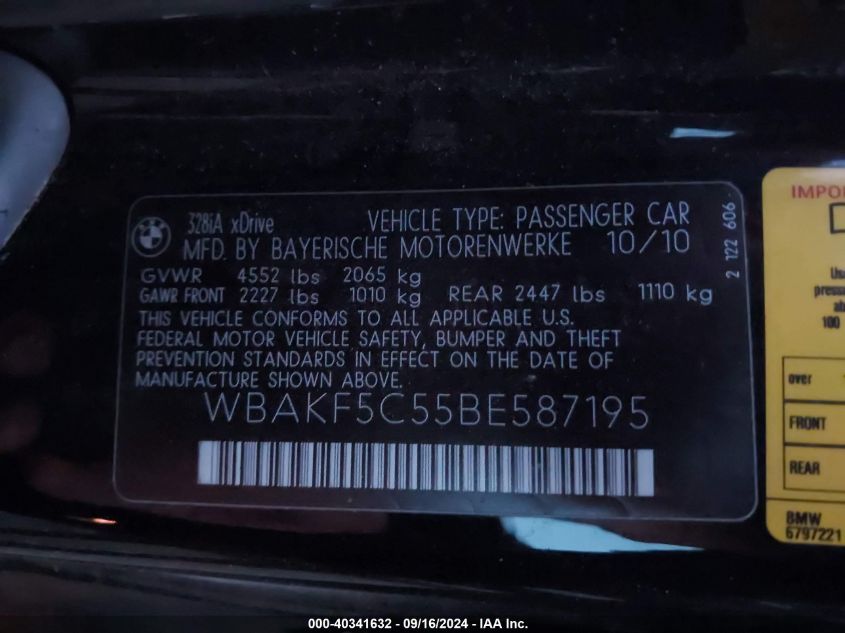 328iA xDrive VEHICLE TYPE: PASSENGER CAR
MFD. BY BAYERISCHE MOTORENWERKE 10/10
GVWR 4552 lbs 2065 kg
GAWR FRONT 2227 lbs 1010 kg REAR 2447 lbs 1110 kg
THIS VEHICLE CONFORMS TO ALL APPLICABLE U.S.
FEDERAL MOTOR VEHICLE SAFETY, BUMPER AND THEFT
PREVENTION STANDARDS IN EFFECT ON THE DATE OF
MANUFACTURE SHOWN ABOVE.
WBAKF5C55BE587195
2 122 606
over
100
FRONT
REAR
BMW
6797221
000-40341632 - 09/16/2024 - IAA Inc.